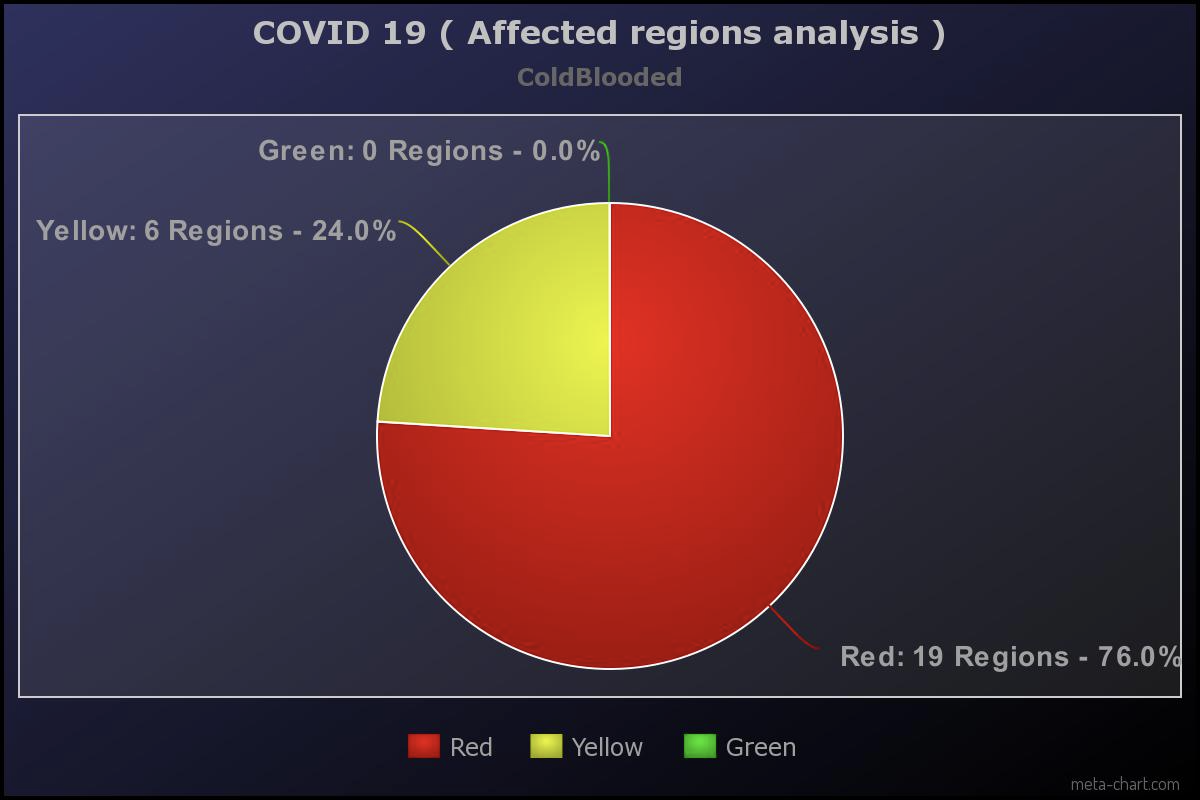 COVID 19 ( Affected regions analysis )
ColdBlooded
Green: 0 Regions - 0.0%
Yellow: 6 Regions - 24.0%
Red: 19 Regions - 76.0%
Red Yellow Green
meta-chart.com